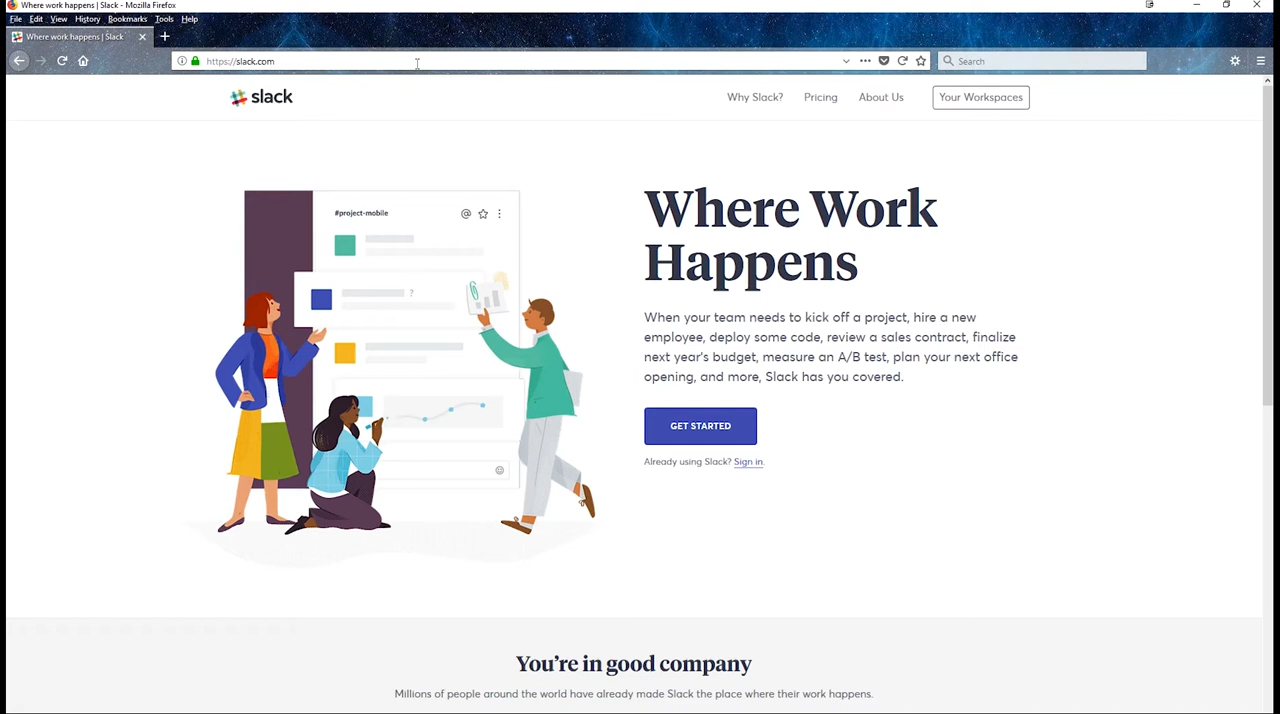 Where work happens | Slack - Mozilla Firefox
File Edit View History Bookmarks Tools Help
Where work happens | Slack
https://slack.com
Search
slack
Why Slack?
Pricing
About Us
Your Workspaces
#project-mobile
?
Where Work
Happens
When your team needs to kick off a project, hire a new
employee, deploy some code, review a sales contract, finalize
next year's budget, measure an A/B test, plan your next office
opening, and more, Slack has you covered.
GET STARTED
Already using Slack? Sign in.
You're in good company
Millions of people around the world have already made Slack the place where their work happens.